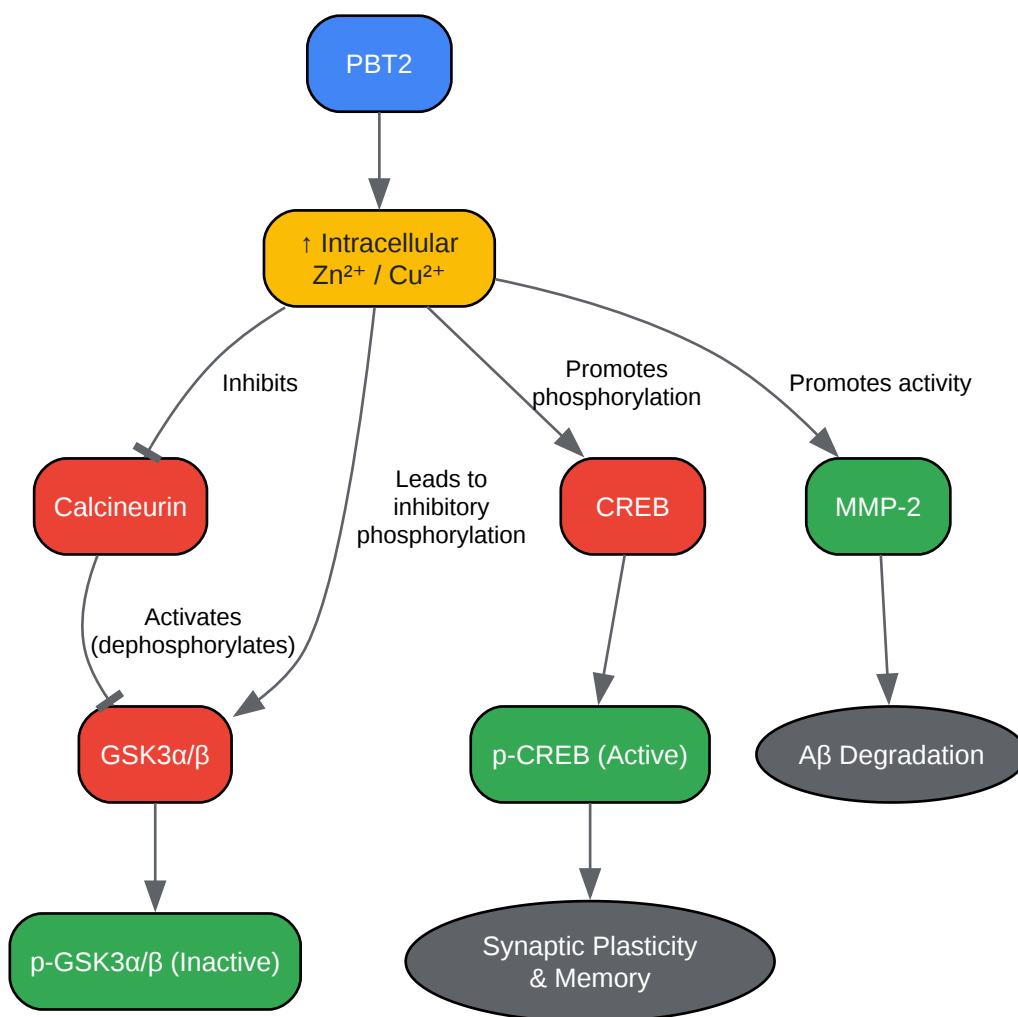 PBT2
↑ Intracellular
Zn²⁺ / Cu²⁺
Inhibits
Promotes
phosphorylation
Promotes activity
Calcineurin
Leads to
inhibitory
phosphorylation
CREB
MMP-2
Activates
(dephosphorylates)
GSK3α/β
p-CREB (Active)
Aβ Degradation
p-GSK3α/β (Inactive)
Synaptic Plasticity
& Memory